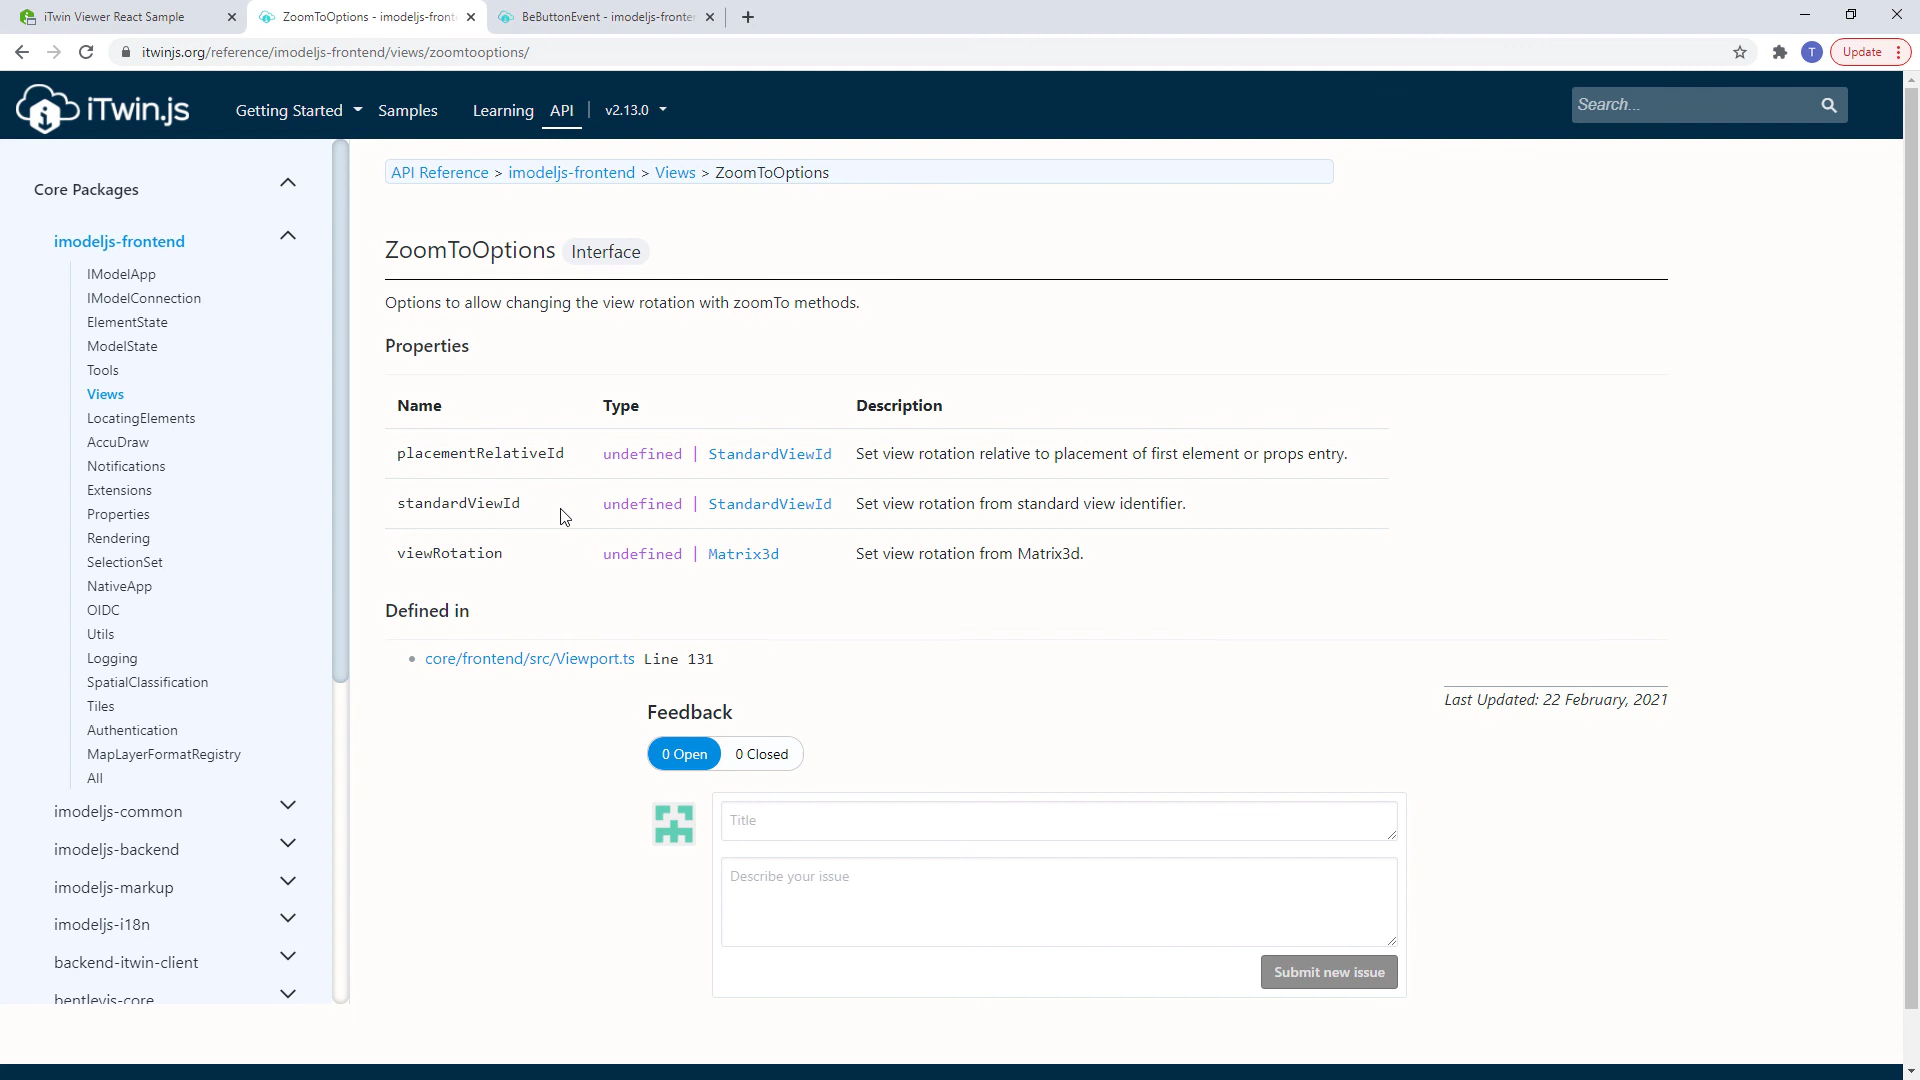 iTwin Viewer React Sample
ZoomToOptions - imodeljs-front
BeButtonEvent - imodeljs-fronte
itwinjs.org/reference/imodeljs-frontend/views/zoomtooptions/
T
Update
iTwin.js
Getting Started
Samples
Learning
API
v2.13.0
Search...
Core Packages
imodeljs-frontend
IModelApp
IModelConnection
ElementState
ModelState
Tools
Views
LocatingElements
AccuDraw
Notifications
Extensions
Properties
Rendering
SelectionSet
NativeApp
OIDC
Utils
Logging
SpatialClassification
Tiles
Authentication
MapLayerFormatRegistry
All
imodeljs-common
imodeljs-backend
imodeljs-markup
imodeljs-i18n
backend-itwin-client
bentleyjs-core
API Reference > imodeljs-frontend > Views > ZoomToOptions
ZoomToOptions Interface
Options to allow changing the view rotation with zoomTo methods.
Properties
Name Type Description
placementRelativeId undefined | StandardViewId Set view rotation relative to placement of first element or props entry.
standardViewId undefined | StandardViewId Set view rotation from standard view identifier.
viewRotation undefined | Matrix3d Set view rotation from Matrix3d.
Defined in
core/frontend/src/Viewport.ts Line 131
Last Updated: 22 February, 2021
Feedback
0 Open 0 Closed
Title
Describe your issue
Submit new issue